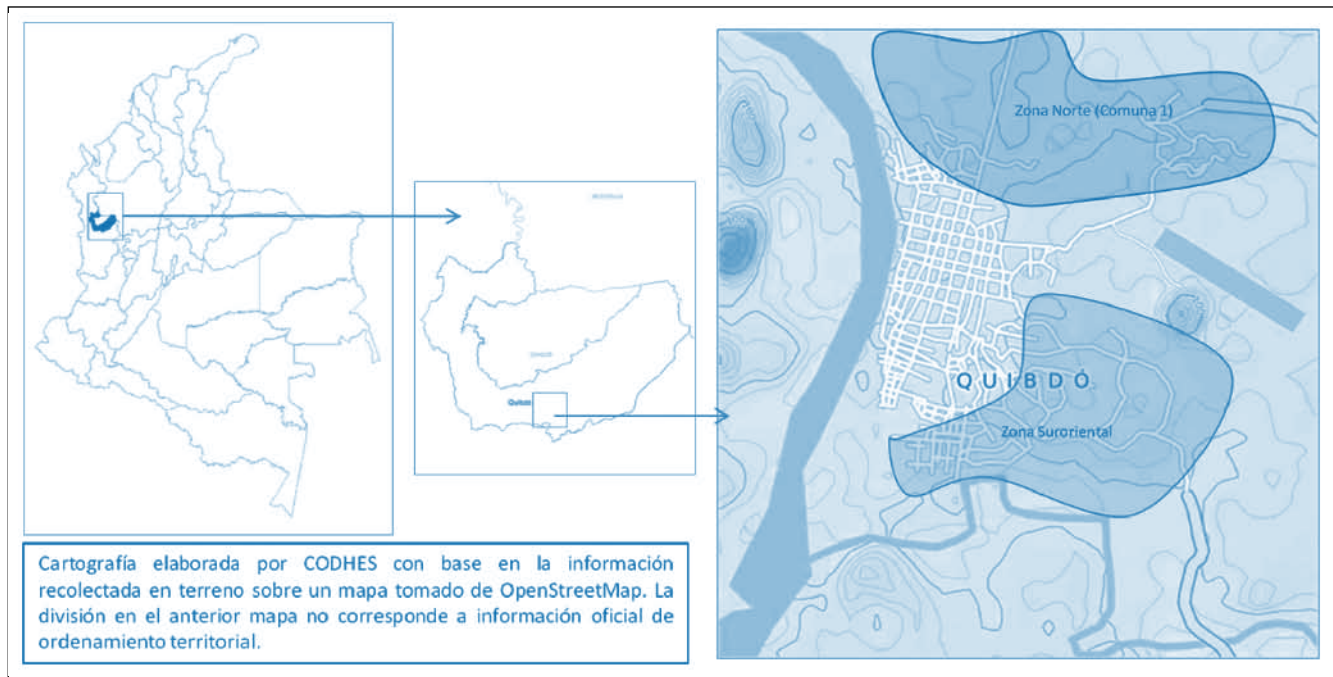 Zona Norte (Comuna 1)
Quibdó
QUIBDÓ
Zona Suroriental
Cartografía elaborada por CODHES con base en la información
recolectada en terreno sobre un mapa tomado de OpenStreetMap. La
división en el anterior mapa no corresponde a información oficial de
ordenamiento territorial.